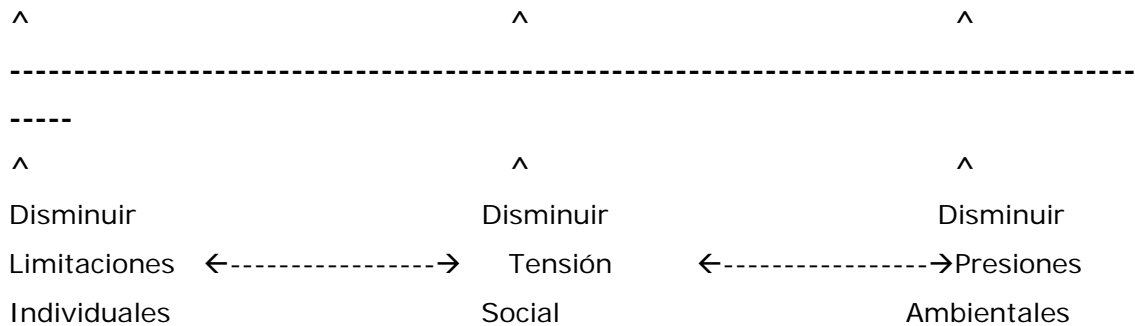 ^ ^ ^
----------------------------------------------------------------------------------------
-----
^ ^ ^
Disminuir Disminuir Disminuir
Limitaciones ←----------------→ Tensión ←----------------→Presiones
Individuales Social Ambientales